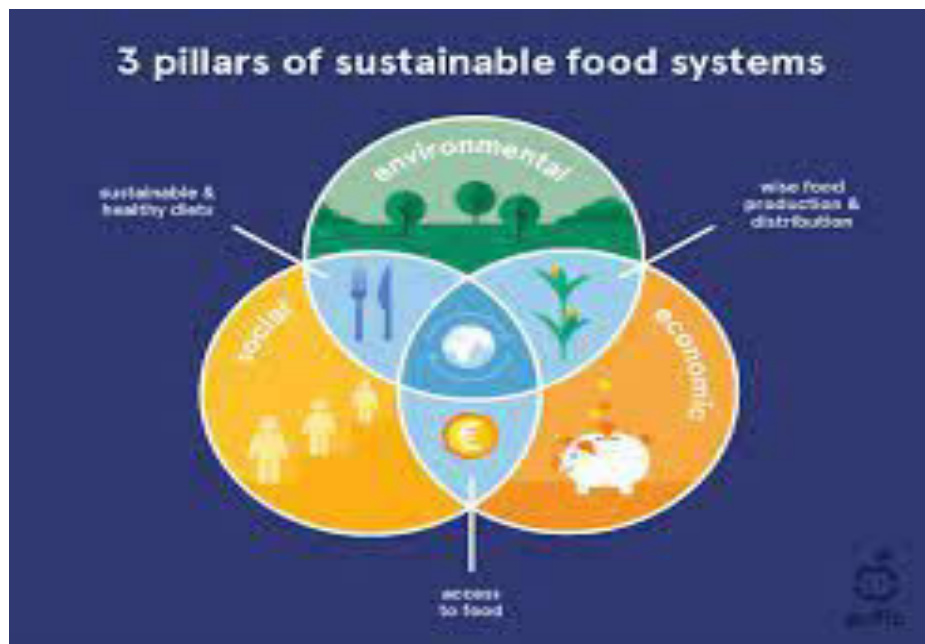 3 pillars of sustainable food systems
environmental
sustainable &
healthy diets
wise food
production &
distribution
social
economic
€
access
to food